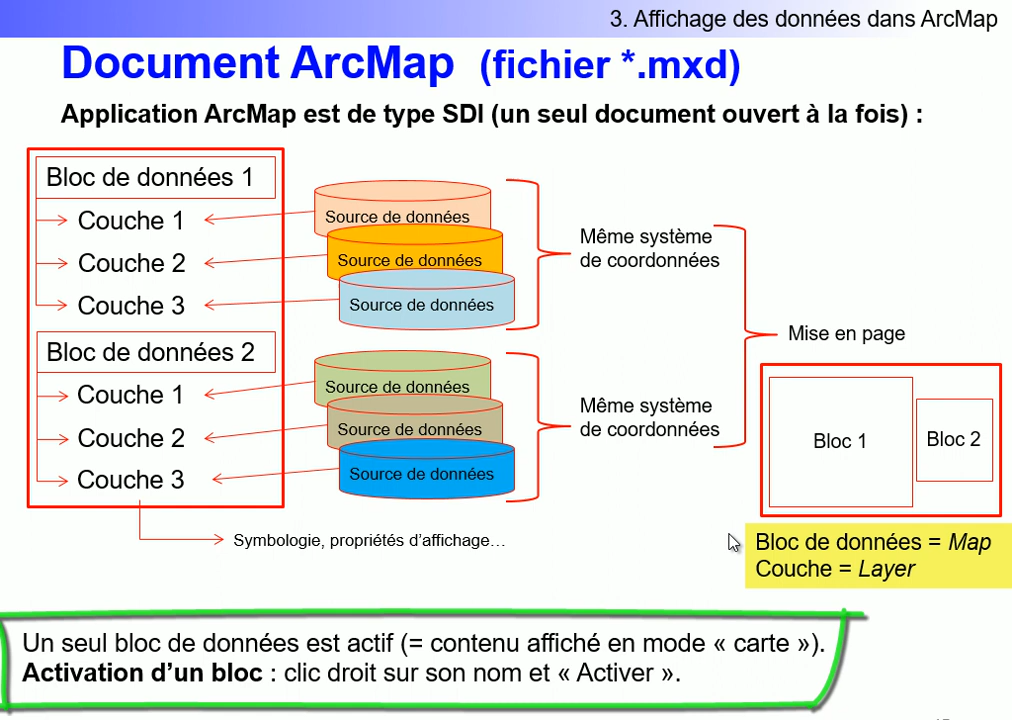 3. Affichage des données dans ArcMap
Document ArcMap (fichier *.mxd)
Application ArcMap est de type SDI (un seul document ouvert à la fois) :
Bloc de données 1
Couche 1
Couche 2
Couche 3
Bloc de données 2
Couche 1
Couche 2
Couche 3
Source de données
Source de données
Source de données
Source de données
Source de données
Source de données
Même système
de coordonnées
Même système
de coordonnées
Mise en page
Bloc 1
Bloc 2
Symbologie, propriétés d'affichage…
Bloc de données = Map
Couche = Layer
Un seul bloc de données est actif (= contenu affiché en mode « carte »).
Activation d'un bloc : clic droit sur son nom et « Activer ».